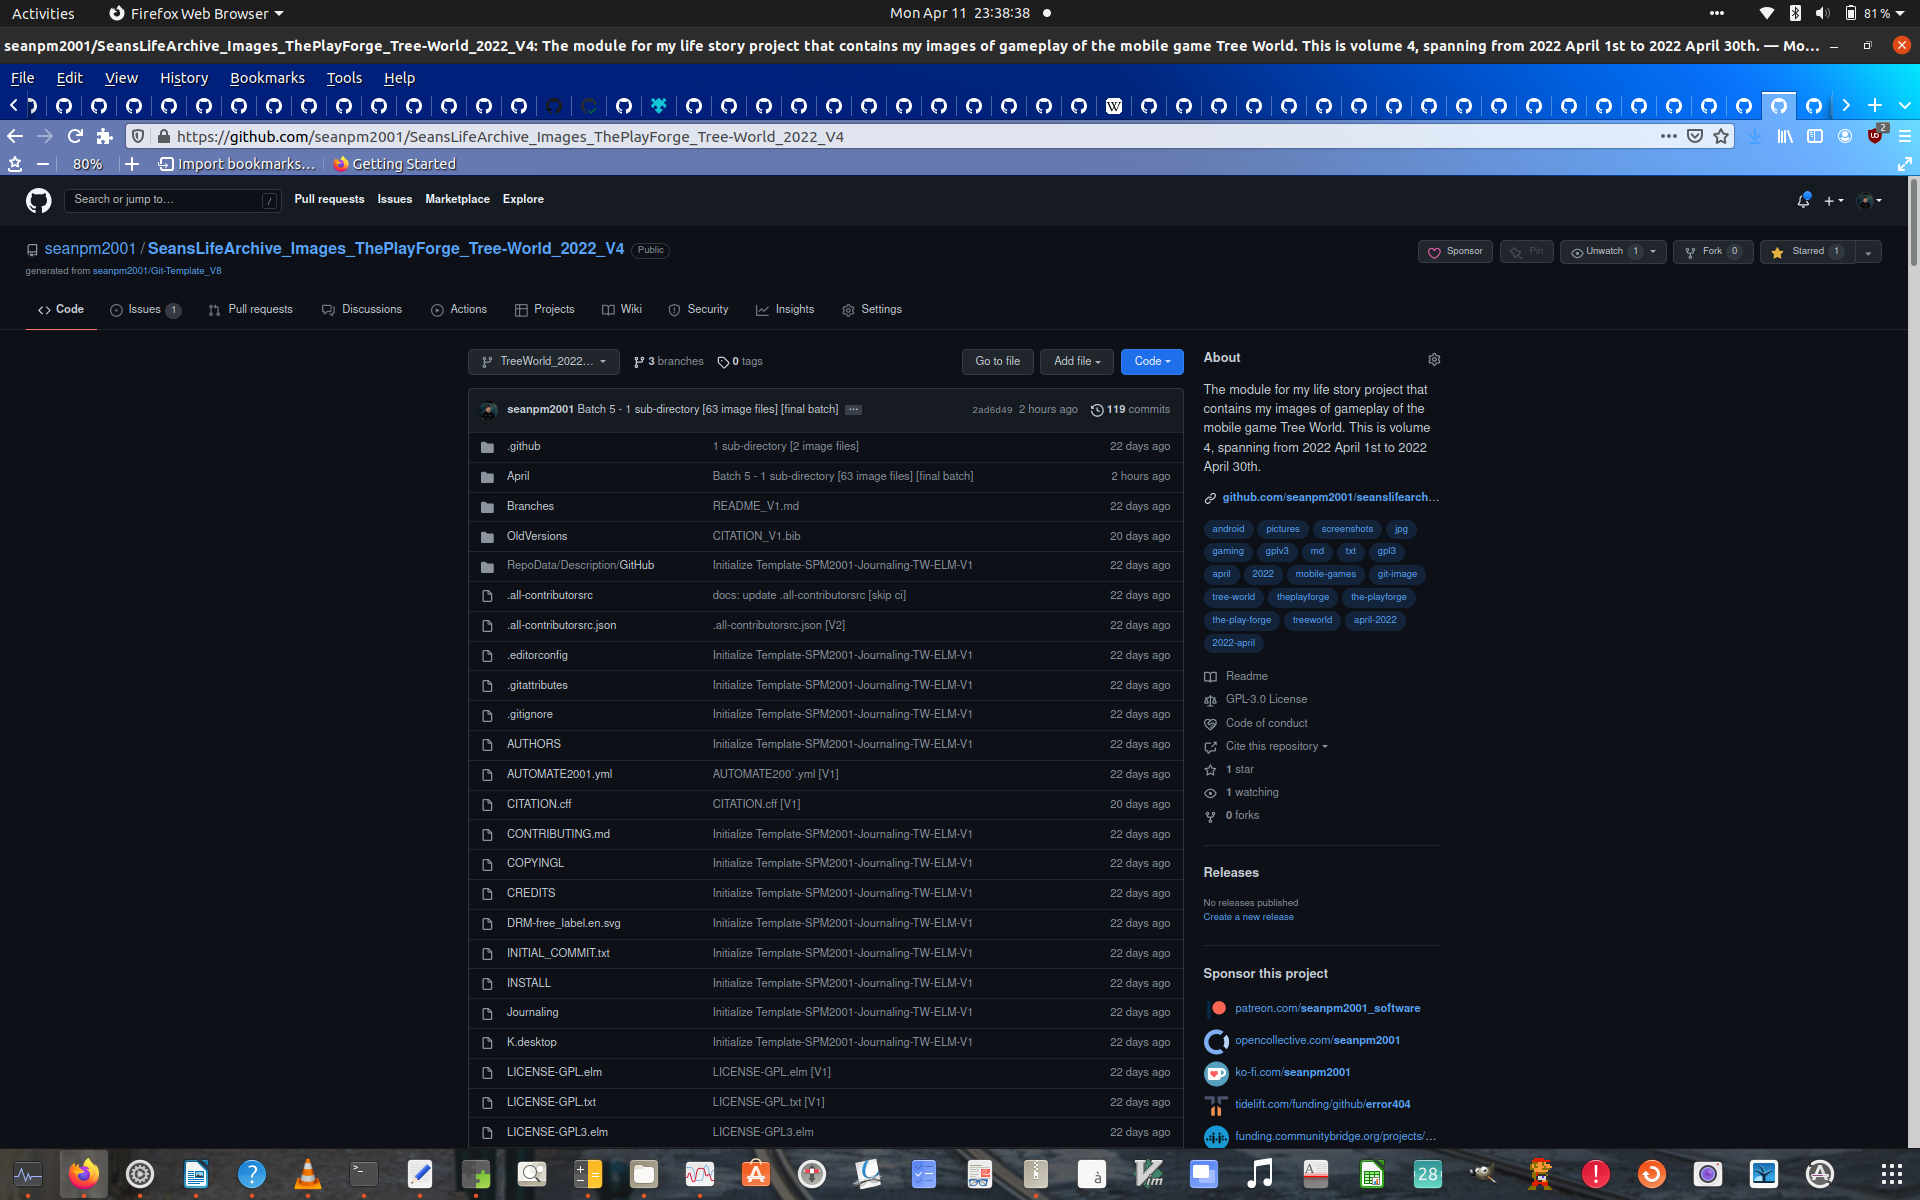 Activities Firefox Web Browser Mon Apr 11 23:38:38 81 %
seanpm2001/SeansLifeArchive_Images_ThePlayForge_Tree-World_2022_V4: The module for my life story project that contains my images of gameplay of the mobile game Tree World. This is volume 4, spanning from 2022 April 1st to 2022 April 30th. — Mo…
File Edit View History Bookmarks Tools Help
https://github.com/seanpm2001/SeansLifeArchive_Images_ThePlayForge_Tree-World_2022_V4 2
80% Import bookmarks… Getting Started
Search or jump to… / Pull requests Issues Marketplace Explore
seanpm2001 / SeansLifeArchive_Images_ThePlayForge_Tree-World_2022_V4 Public Sponsor Pin Unwatch 1 Fork 0 Starred 1
generated from seanpm2001/Git-Template_V8
Code Issues 1 Pull requests Discussions Actions Projects Wiki Security Insights Settings
TreeWorld_2022… 3 branches 0 tags Go to file Add file Code
seanpm2001 Batch 5 - 1 sub-directory [63 image files] [final batch] … 2ad6d49 2 hours ago 119 commits
.github 1 sub-directory [2 image files] 22 days ago
April Batch 5 - 1 sub-directory [63 image files] [final batch] 2 hours ago
Branches README_V1.md 22 days ago
OldVersions CITATION_V1.bib 20 days ago
RepoData/Description/GitHub Initialize Template-SPM2001-Journaling-TW-ELM-V1 22 days ago
.all-contributorsrc docs: update .all-contributorsrc [skip ci] 22 days ago
.all-contributorsrc.json .all-contributorsrc.json [V2] 22 days ago
.editorconfig Initialize Template-SPM2001-Journaling-TW-ELM-V1 22 days ago
.gitattributes Initialize Template-SPM2001-Journaling-TW-ELM-V1 22 days ago
.gitignore Initialize Template-SPM2001-Journaling-TW-ELM-V1 22 days ago
AUTHORS Initialize Template-SPM2001-Journaling-TW-ELM-V1 22 days ago
AUTOMATE2001.yml AUTOMATE200`.yml [V1] 22 days ago
CITATION.cff CITATION.cff [V1] 20 days ago
CONTRIBUTING.md Initialize Template-SPM2001-Journaling-TW-ELM-V1 22 days ago
COPYINGL Initialize Template-SPM2001-Journaling-TW-ELM-V1 22 days ago
CREDITS Initialize Template-SPM2001-Journaling-TW-ELM-V1 22 days ago
DRM-free_label.en.svg Initialize Template-SPM2001-Journaling-TW-ELM-V1 22 days ago
INITIAL_COMMIT.txt Initialize Template-SPM2001-Journaling-TW-ELM-V1 22 days ago
INSTALL Initialize Template-SPM2001-Journaling-TW-ELM-V1 22 days ago
Journaling Initialize Template-SPM2001-Journaling-TW-ELM-V1 22 days ago
K.desktop Initialize Template-SPM2001-Journaling-TW-ELM-V1 22 days ago
LICENSE-GPL.elm LICENSE-GPL.elm [V1] 22 days ago
LICENSE-GPL.txt LICENSE-GPL.txt [V1] 22 days ago
LICENSE-GPL3.elm LICENSE-GPL3.elm 22 days ago
About
The module for my life story project that
contains my images of gameplay of the
mobile game Tree World. This is volume
4, spanning from 2022 April 1st to 2022
April 30th.
github.com/seanpm2001/seanslifearch…
android pictures screenshots jpg
gaming gplv3 md txt gpl3
april 2022 mobile-games git-image
tree-world theplayforge the-playforge
the-play-forge treeworld april-2022
2022-april
Readme
GPL-3.0 License
Code of conduct
Cite this repository
1 star
1 watching
0 forks
Releases
No releases published
Create a new release
Sponsor this project
patreon.com/seanpm2001_software
opencollective.com/seanpm2001
ko-fi.com/seanpm2001
tidelift.com/funding/github/error404
funding.communitybridge.org/projects/…
28